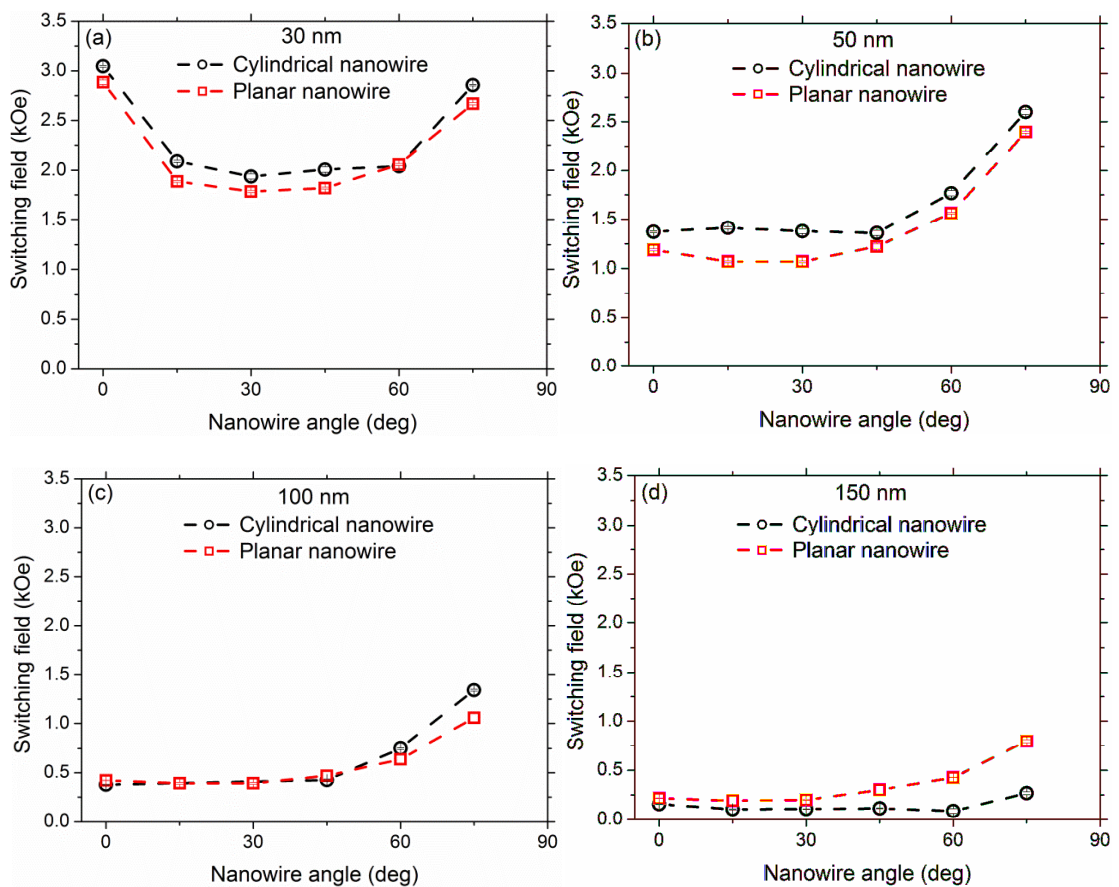 (a)
30 nm
Cylindrical nanowire
Planar nanowire
Switching field (kOe)
3.5
3.0
2.5
2.0
1.5
1.0
0.5
0.0
0
30
60
90
Nanowire angle (deg)
(b)
50 nm
Cylindrical nanowire
Planar nanowire
Switching field (kOe)
3.5
3.0
2.5
2.0
1.5
1.0
0.5
0.0
0
30
60
90
Nanowire angle (deg)
(c)
100 nm
Cylindrical nanowire
Planar nanowire
Switching field (kOe)
3.5
3.0
2.5
2.0
1.5
1.0
0.5
0.0
0
30
60
90
Nanowire angle (deg)
(d)
150 nm
Cylindrical nanowire
Planar nanowire
Switching field (kOe)
3.5
3.0
2.5
2.0
1.5
1.0
0.5
0.0
0
30
60
90
Nanowire angle (deg)